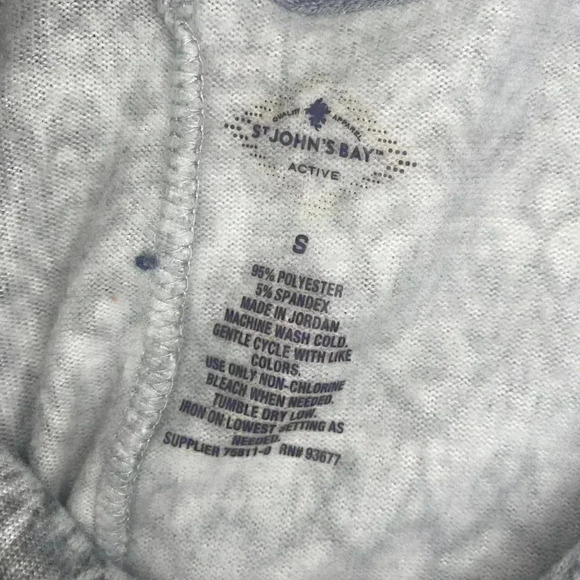 QUALITY APPAREL
ST JOHN'S BAY™
ACTIVE
S
95% POLYESTER
5% SPANDEX
MADE IN JORDAN
MACHINE WASH COLD.
GENTLE CYCLE WITH LIKE
COLORS.
USE ONLY NON-CHLORINE
BLEACH WHEN NEEDED.
TUMBLE DRY LOW.
IRON ON LOWEST SETTING AS
NEEDED.
SUPPLIER 75811-0 RN# 93677